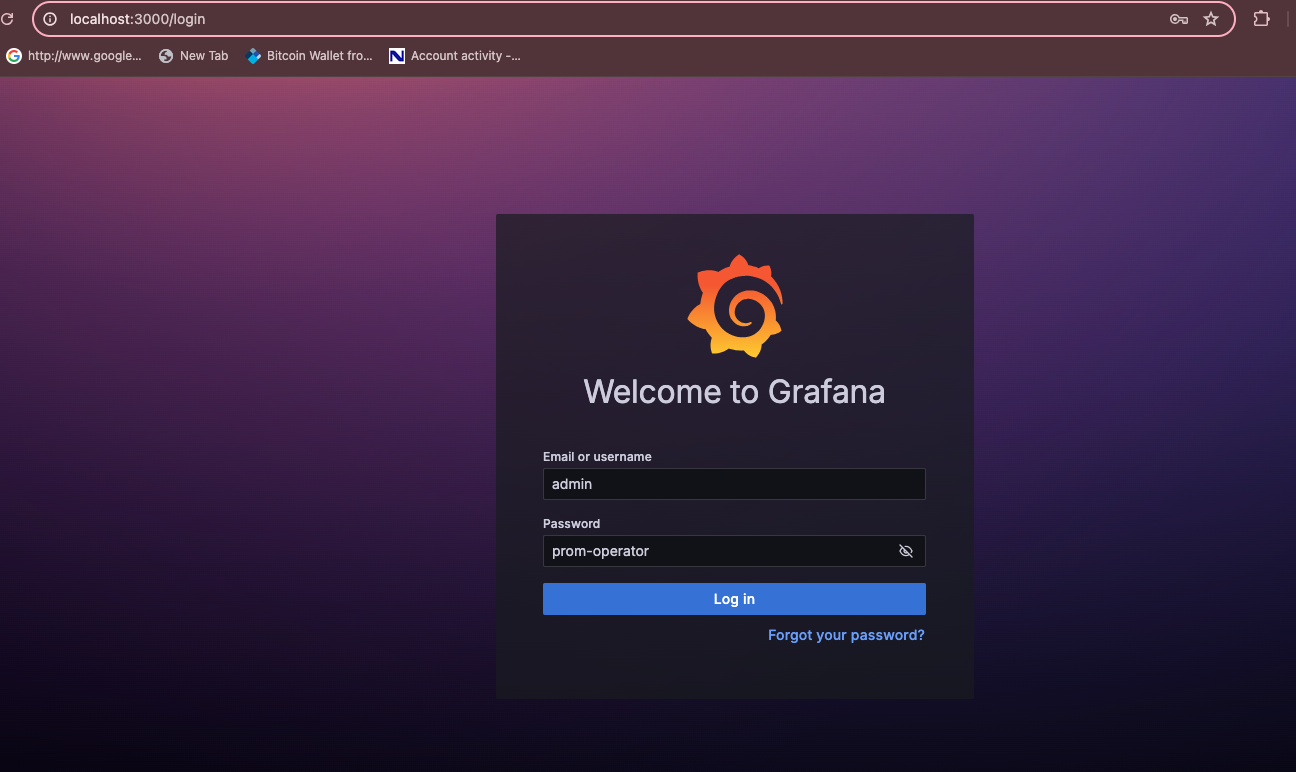 localhost:3000/login
http://www.google... New Tab Bitcoin Wallet fro... Account activity -...
Welcome to Grafana
Email or username
admin
Password
prom-operator
Log in
Forgot your password?